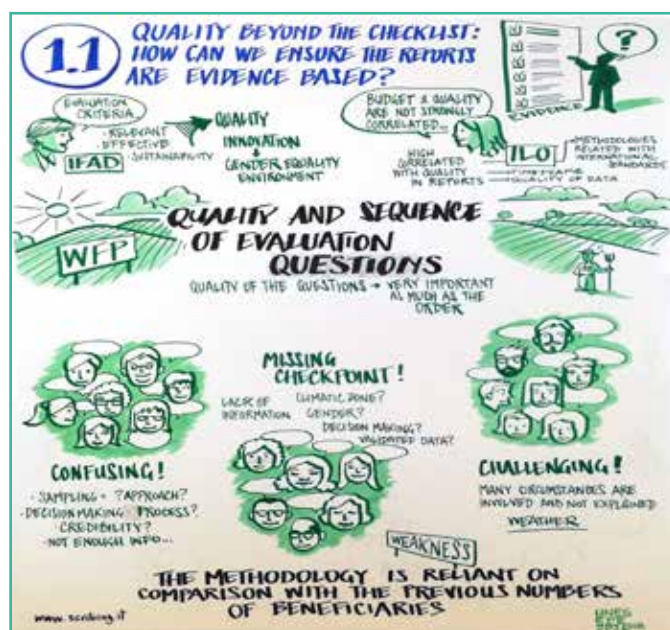 1.1
QUALITY BEYOND THE CHECKLIST:
HOW CAN WE ENSURE THE REPORTS
ARE EVIDENCE BASED?
?
EVIDENCE
EVALUATION
CRITERIA
• RELEVANT
• EFFECTIVE
• SUSTAINABILITY
IFAD
QUALITY
INNOVATION
GENDER EQUALITY
ENVIRONMENT
BUDGET & QUALITY
ARE NOT STRONGLY
CORRELATED...
HIGH
CORRELATED
WITH QUALITY
IN REPORTS
ILO
METHODOLOGIES
RELATED WITH
INTERNATIONAL
STANDARDS
TIME FRAME
QUALITY OF DATA
WFP
QUALITY AND SEQUENCE
OF EVALUATION
QUESTIONS
QUALITY OF THE QUESTIONS → VERY IMPORTANT
AS MUCH AS THE
ORDER
CONFUSING!
• SAMPLING = ?APPROACH?
• DECISION MAKING PROCESS?
CREDIBILITY?
• NOT ENOUGH INFO...
MISSING
CHECKPOINT!
LACK OF
INFORMATION
CLIMATIC ZONE?
GENDER?
DECISION MAKING?
VALIDATED DATA?
CHALLENGING!
MANY CIRCUMSTANCES ARE
INVOLVED AND NOT EXPLAINED
WEATHER
WEAKNESS
THE METHODOLOGY IS RELIANT ON
COMPARISON WITH THE PREVIOUS NUMBERS
OF BENEFICIARIES
www.scribing.it
UNEG